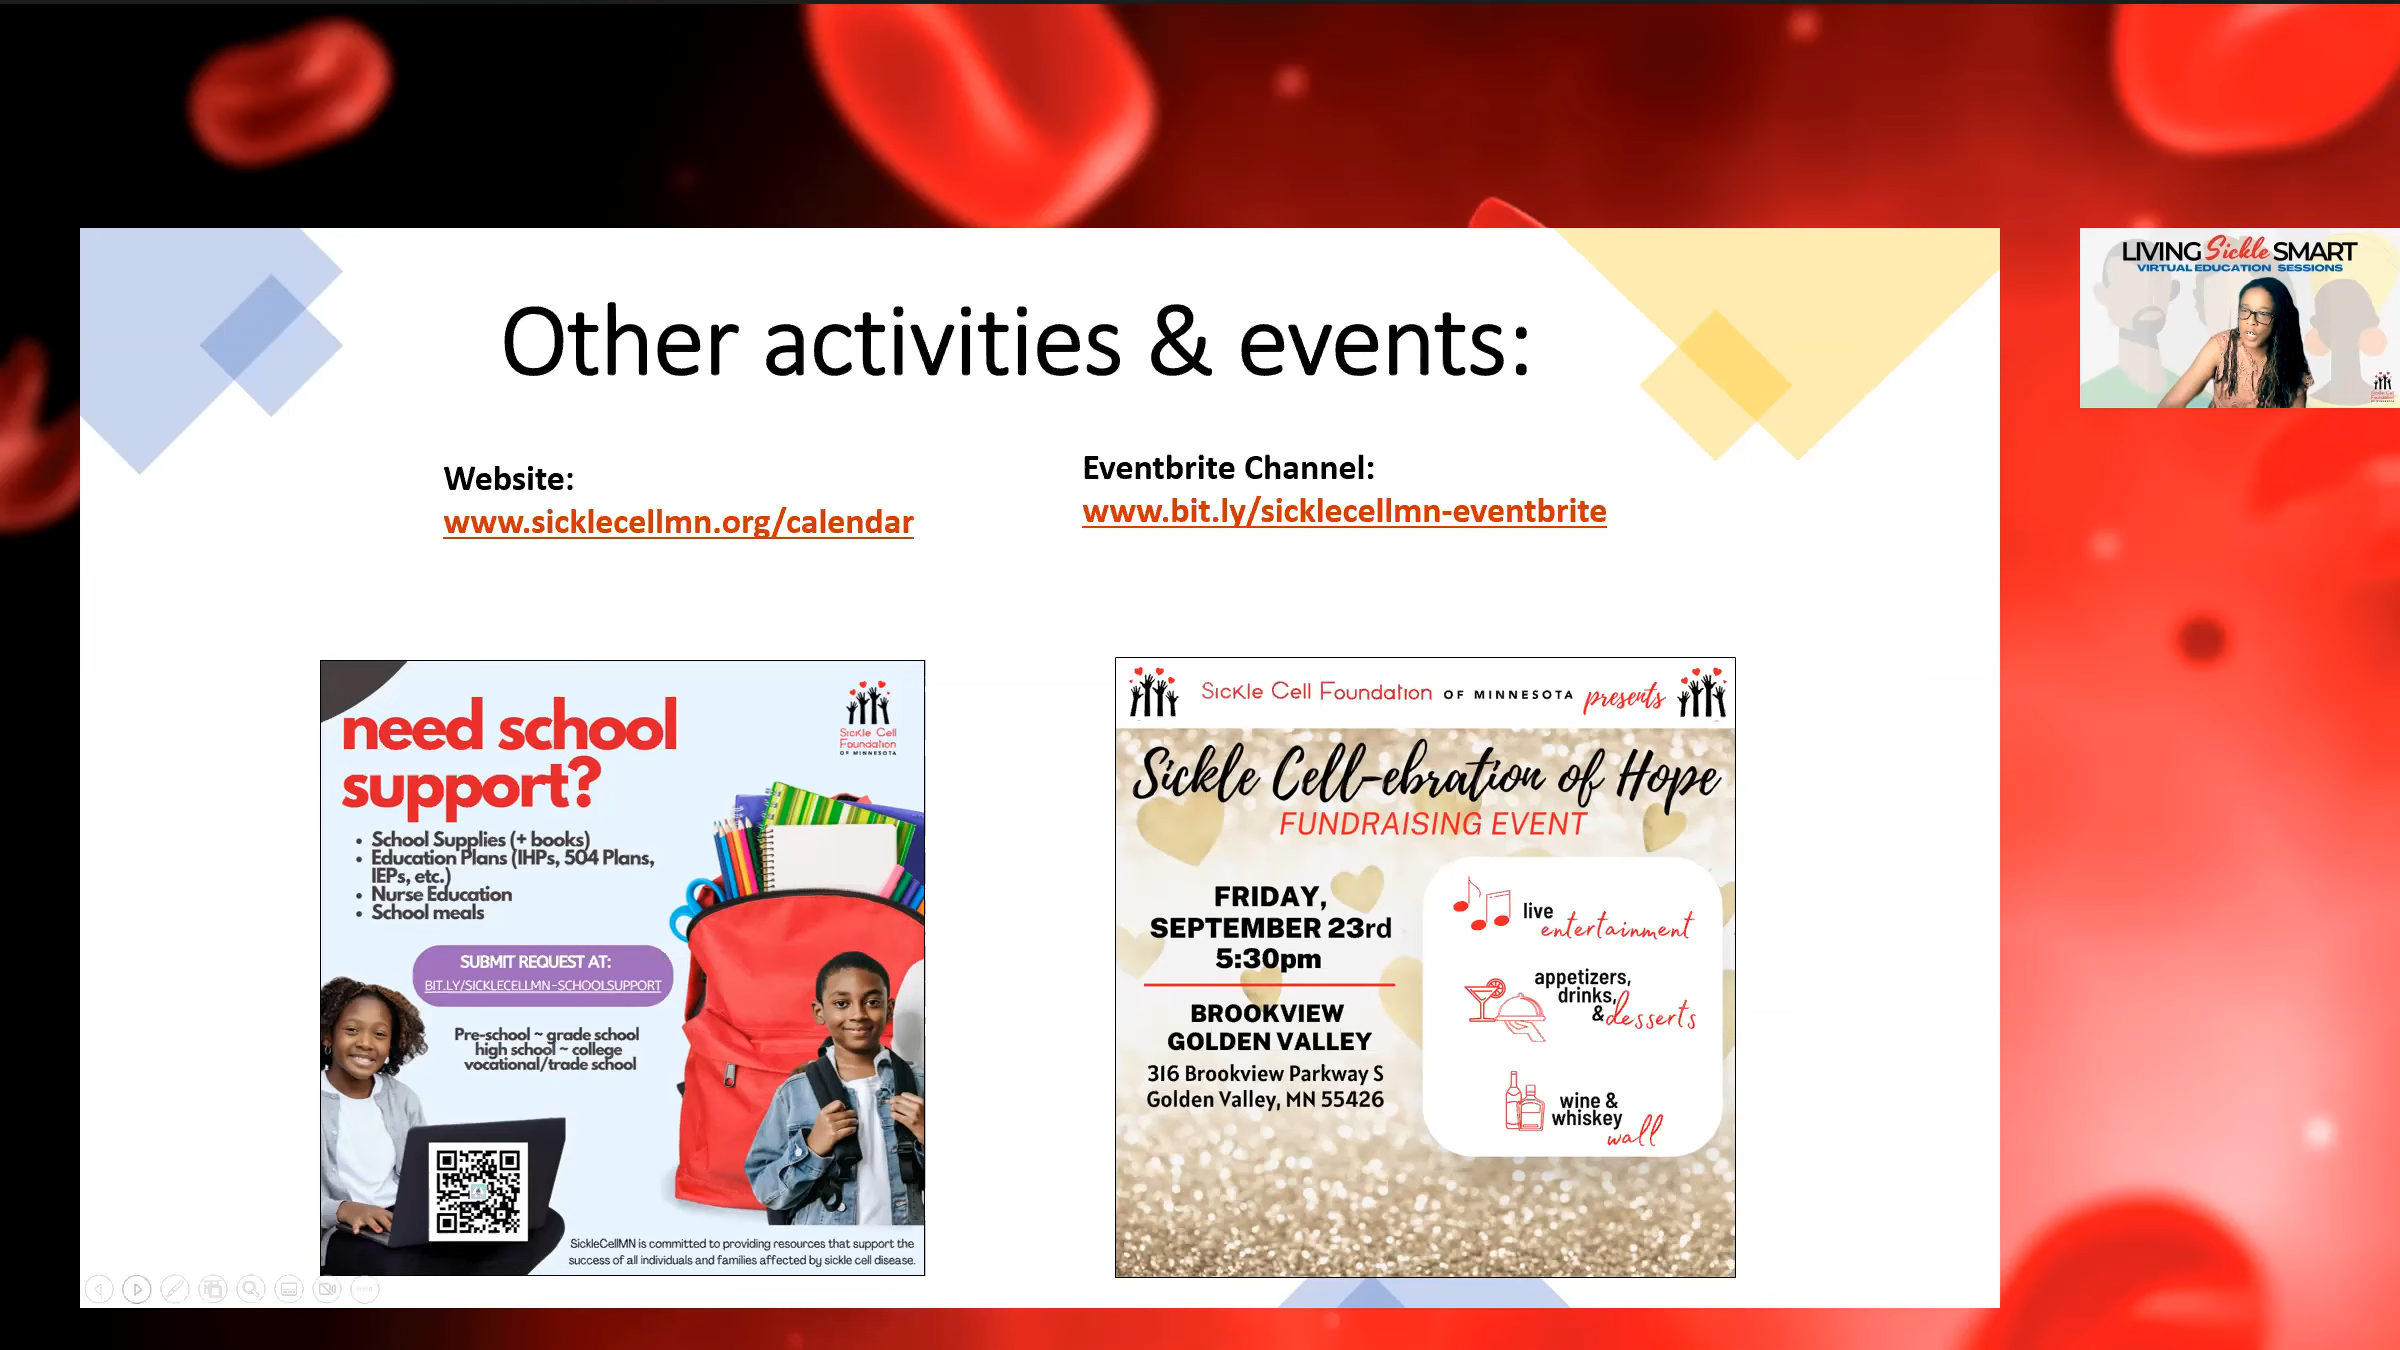 Other activities & events:
Website:
www.sicklecellmn.org/calendar
Eventbrite Channel:
www.bit.ly/sicklecellmn-eventbrite
LIVING Sickle SMART
VIRTUAL EDUCATION SESSIONS
need school
support?
Sickle Cell
Foundation
OF MINNESOTA
• School Supplies (+ books)
• Education Plans (IHPs, 504 Plans,
IEPs, etc.)
• Nurse Education
• School meals
SUBMIT REQUEST AT:
BIT.LY/SICKLECELLMN-SCHOOLSUPPORT
Pre-school ~ grade school
high school ~ college
vocational/trade school
SickleCellMN is committed to providing resources that support the
success of all individuals and families affected by sickle cell disease.
Sickle Cell Foundation OF MINNESOTA presents
Sickle Cell-ebration of Hope
FUNDRAISING EVENT
FRIDAY,
SEPTEMBER 23rd
5:30pm
BROOKVIEW
GOLDEN VALLEY
316 Brookview Parkway S
Golden Valley, MN 55426
live
entertainment
appetizers,
drinks,
& desserts
wine &
whiskey
wall